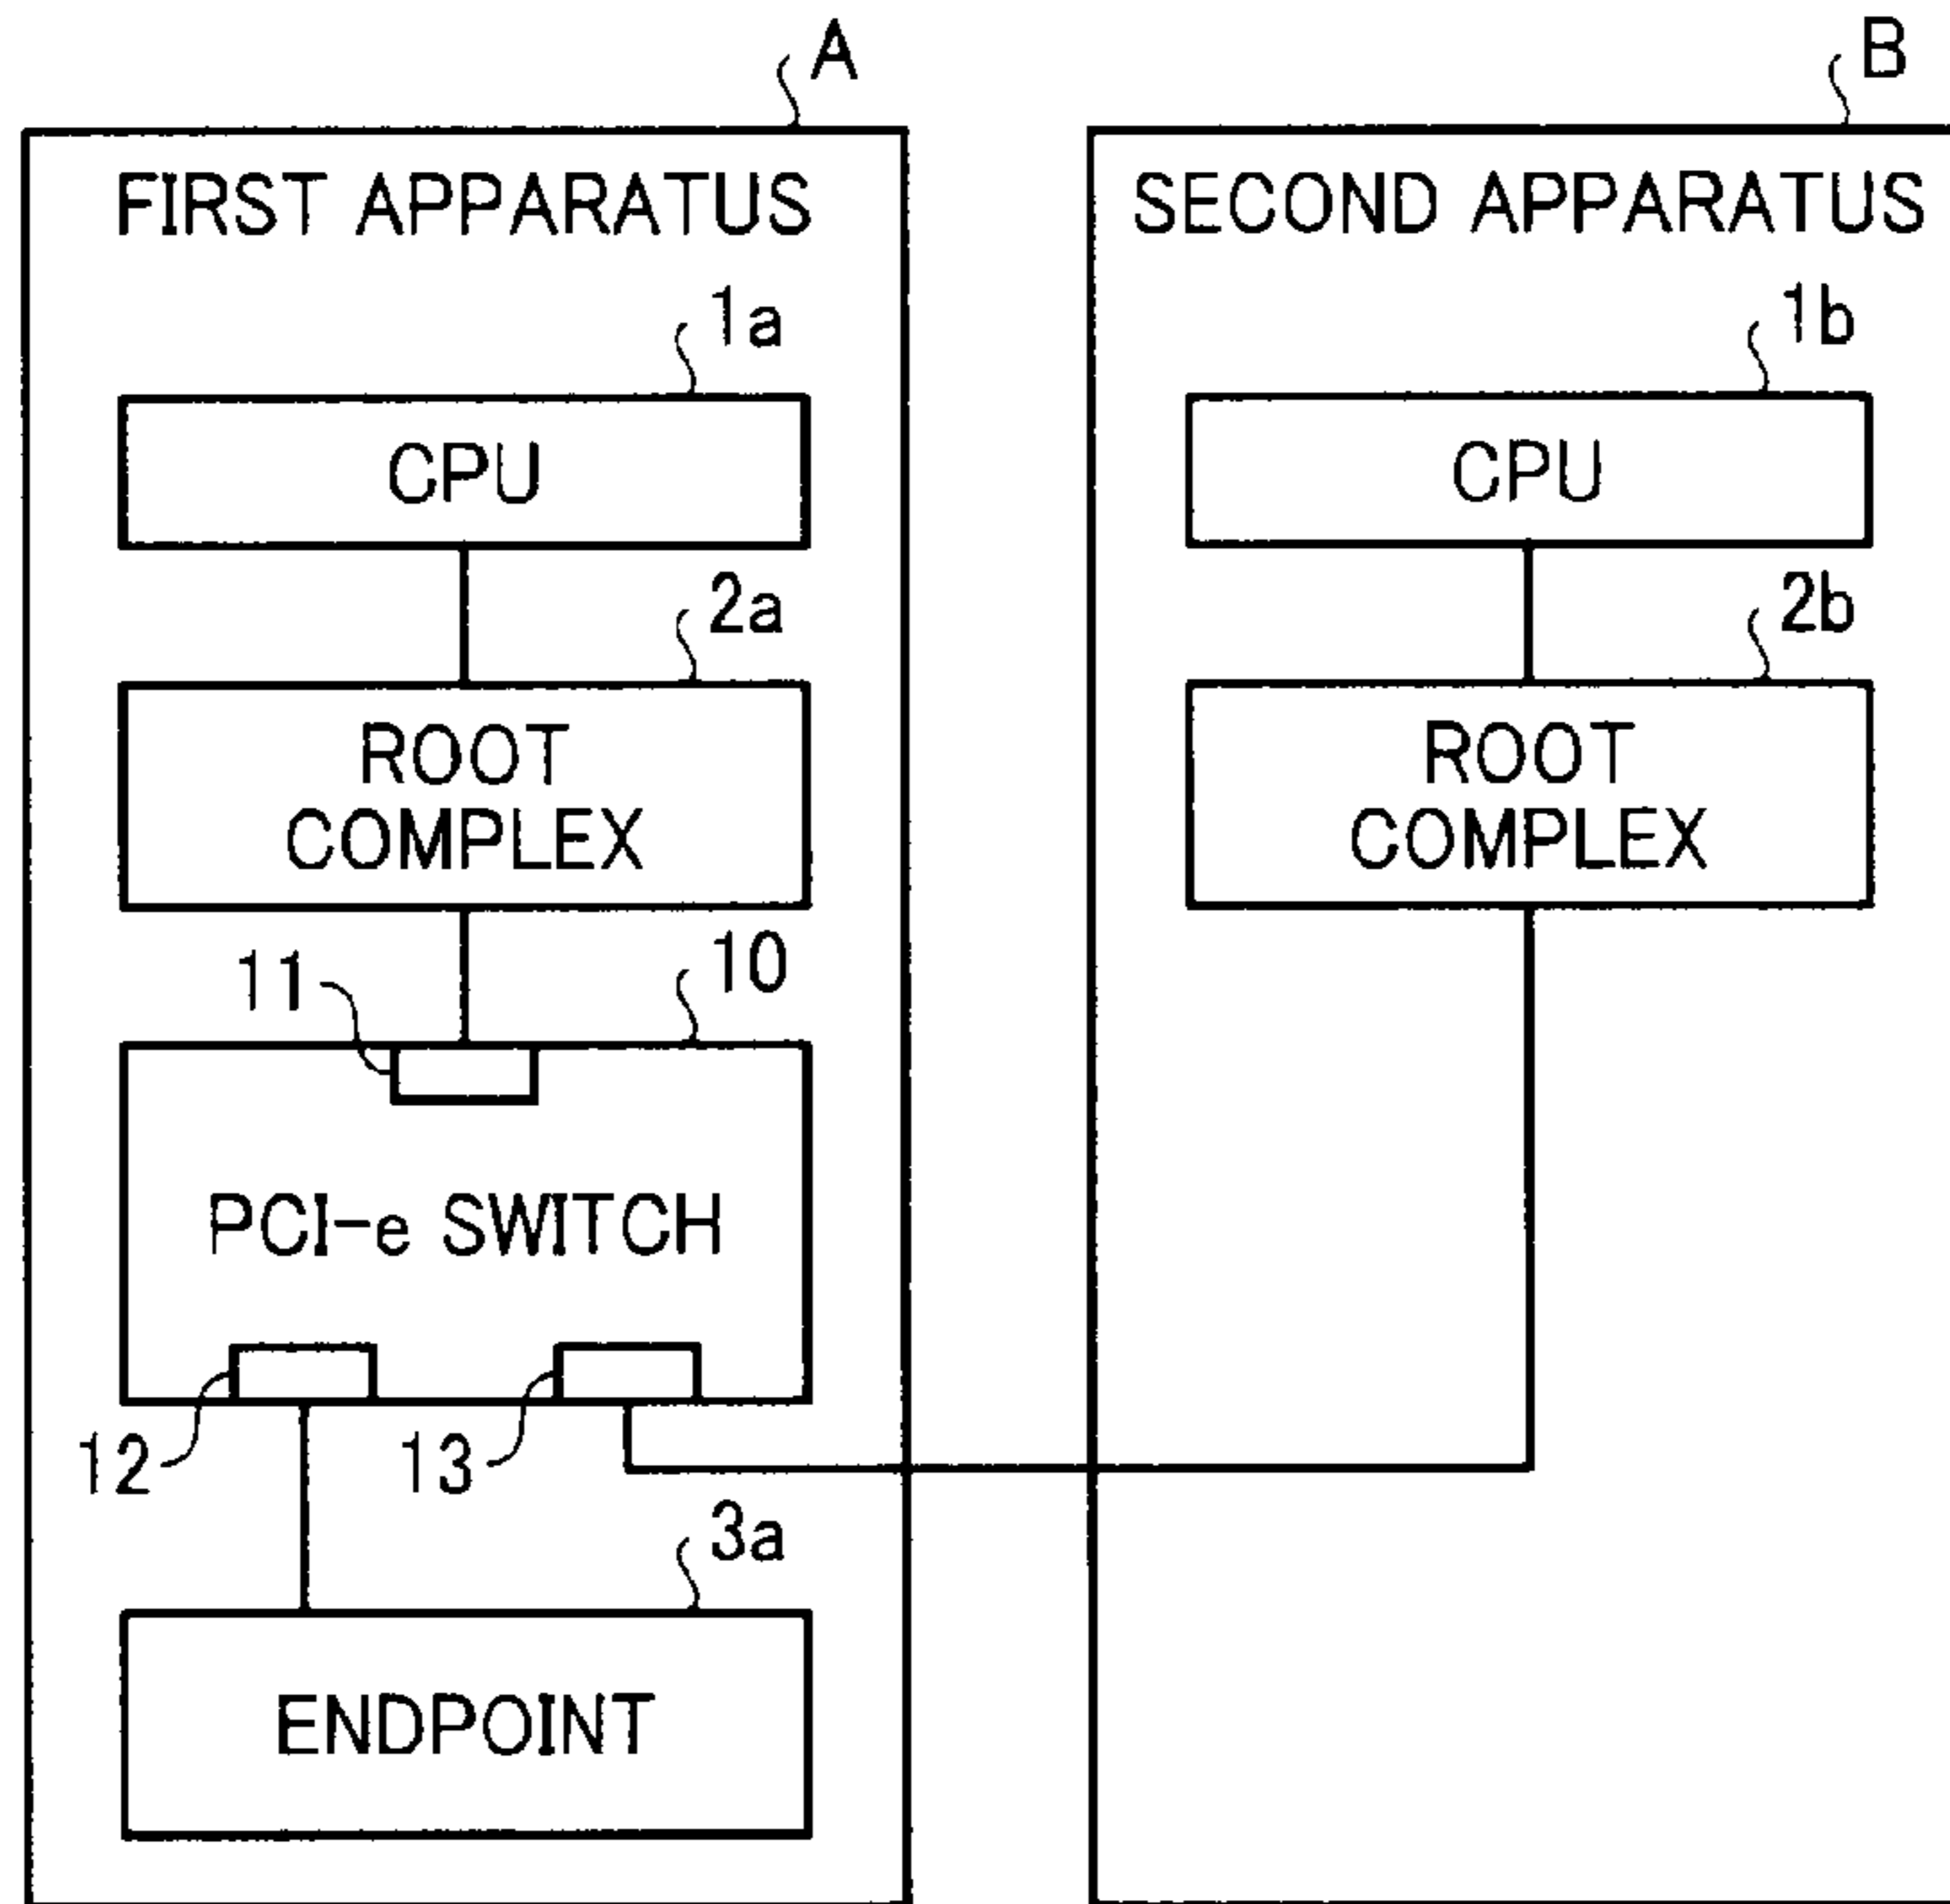 A
FIRST APPARATUS
1a
CPU
2a
ROOT
COMPLEX
11
10
PCI-e SWITCH
12
13
3a
ENDPOINT
B
SECOND APPARATUS
1b
CPU
2b
ROOT
COMPLEX